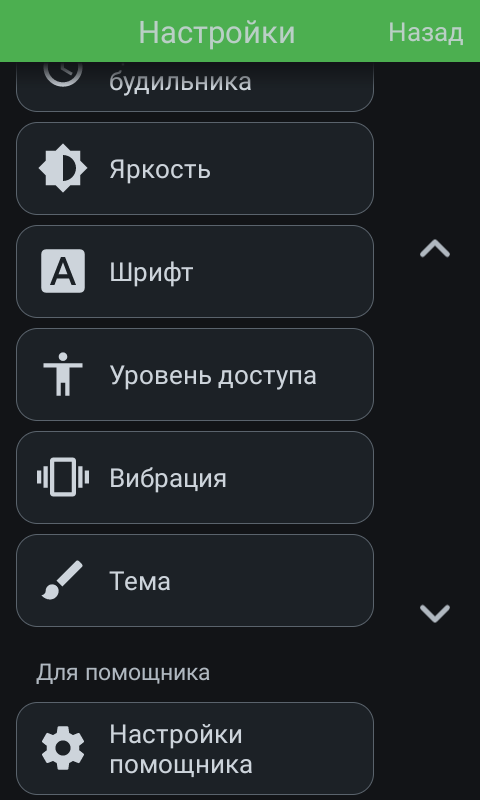 Настройки
Назад
будильника
Яркость
Шрифт
Уровень доступа
Вибрация
Тема
Для помощника
Настройки
помощника